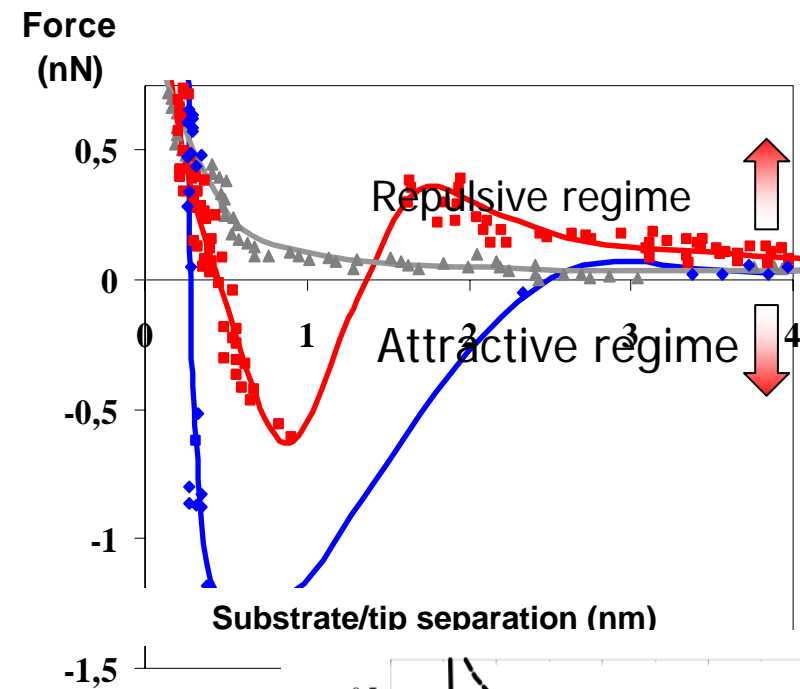 Force
(nN)
0,5
Repulsive regime
0
0 1 2 3 4
Attractive regime
-0,5
-1
Substrate/tip separation (nm)
-1,5